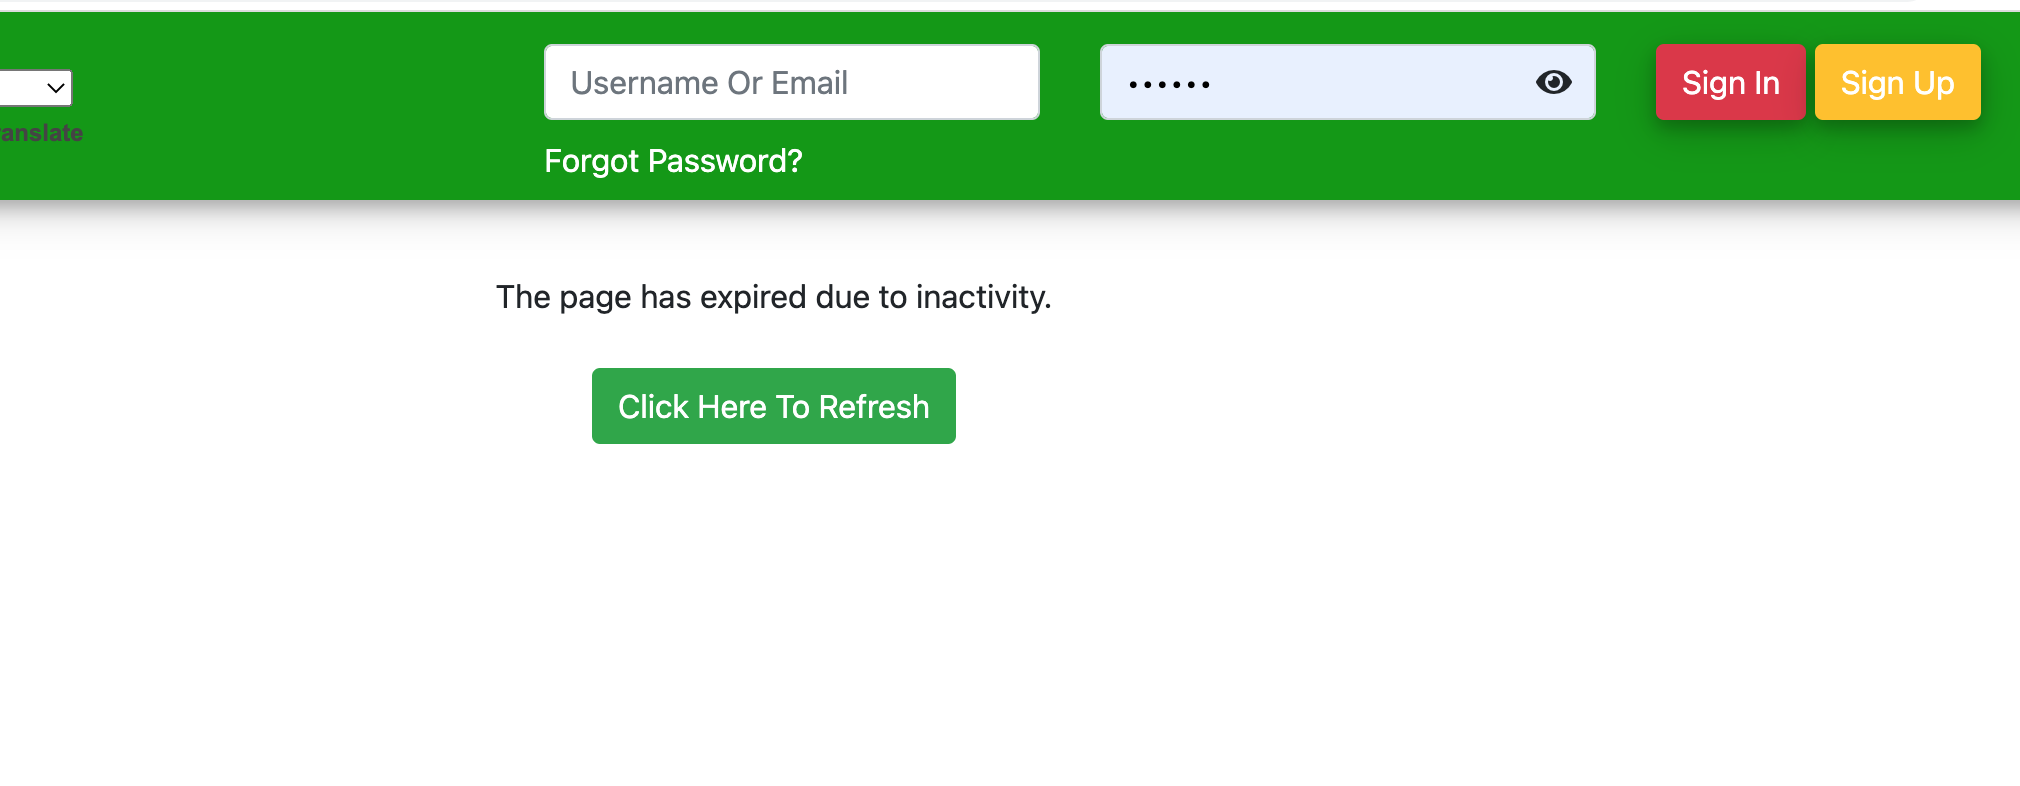 Username Or Email
••••••
Sign In
Sign Up
anslate
Forgot Password?
The page has expired due to inactivity.
Click Here To Refresh